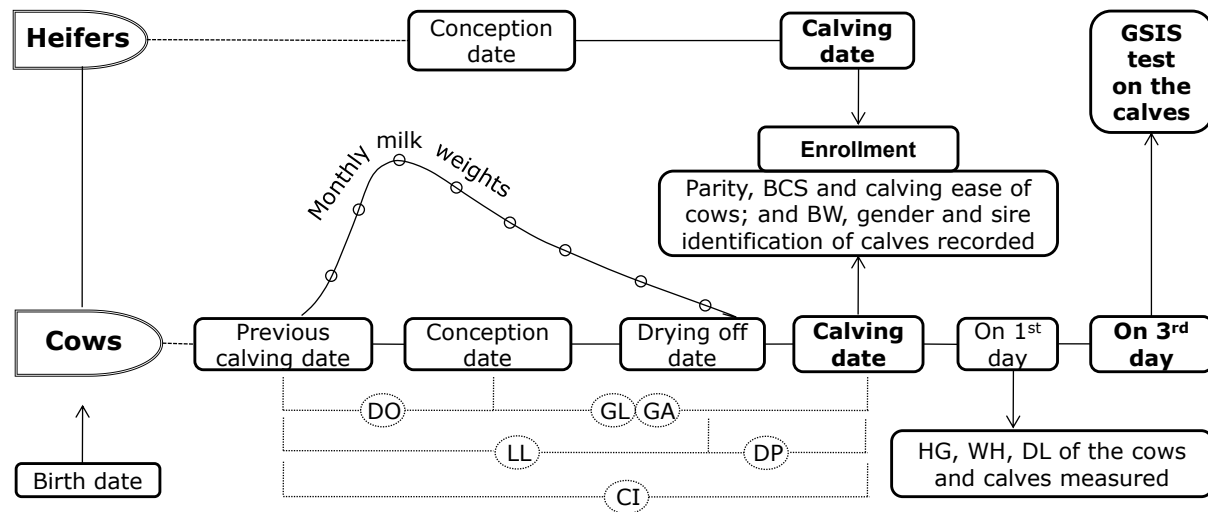 Heifers
Conception
date
Calving
date
GSIS
test
on the
calves
Enrollment
Parity, BCS and calving ease of
cows; and BW, gender and sire
identification of calves recorded
Monthly milk weights
Cows
Previous
calving date
Conception
date
Drying off
date
Calving
date
On 1st
day
On 3rd
day
DO
GL
GA
LL
DP
CI
Birth date
HG, WH, DL of the cows
and calves measured